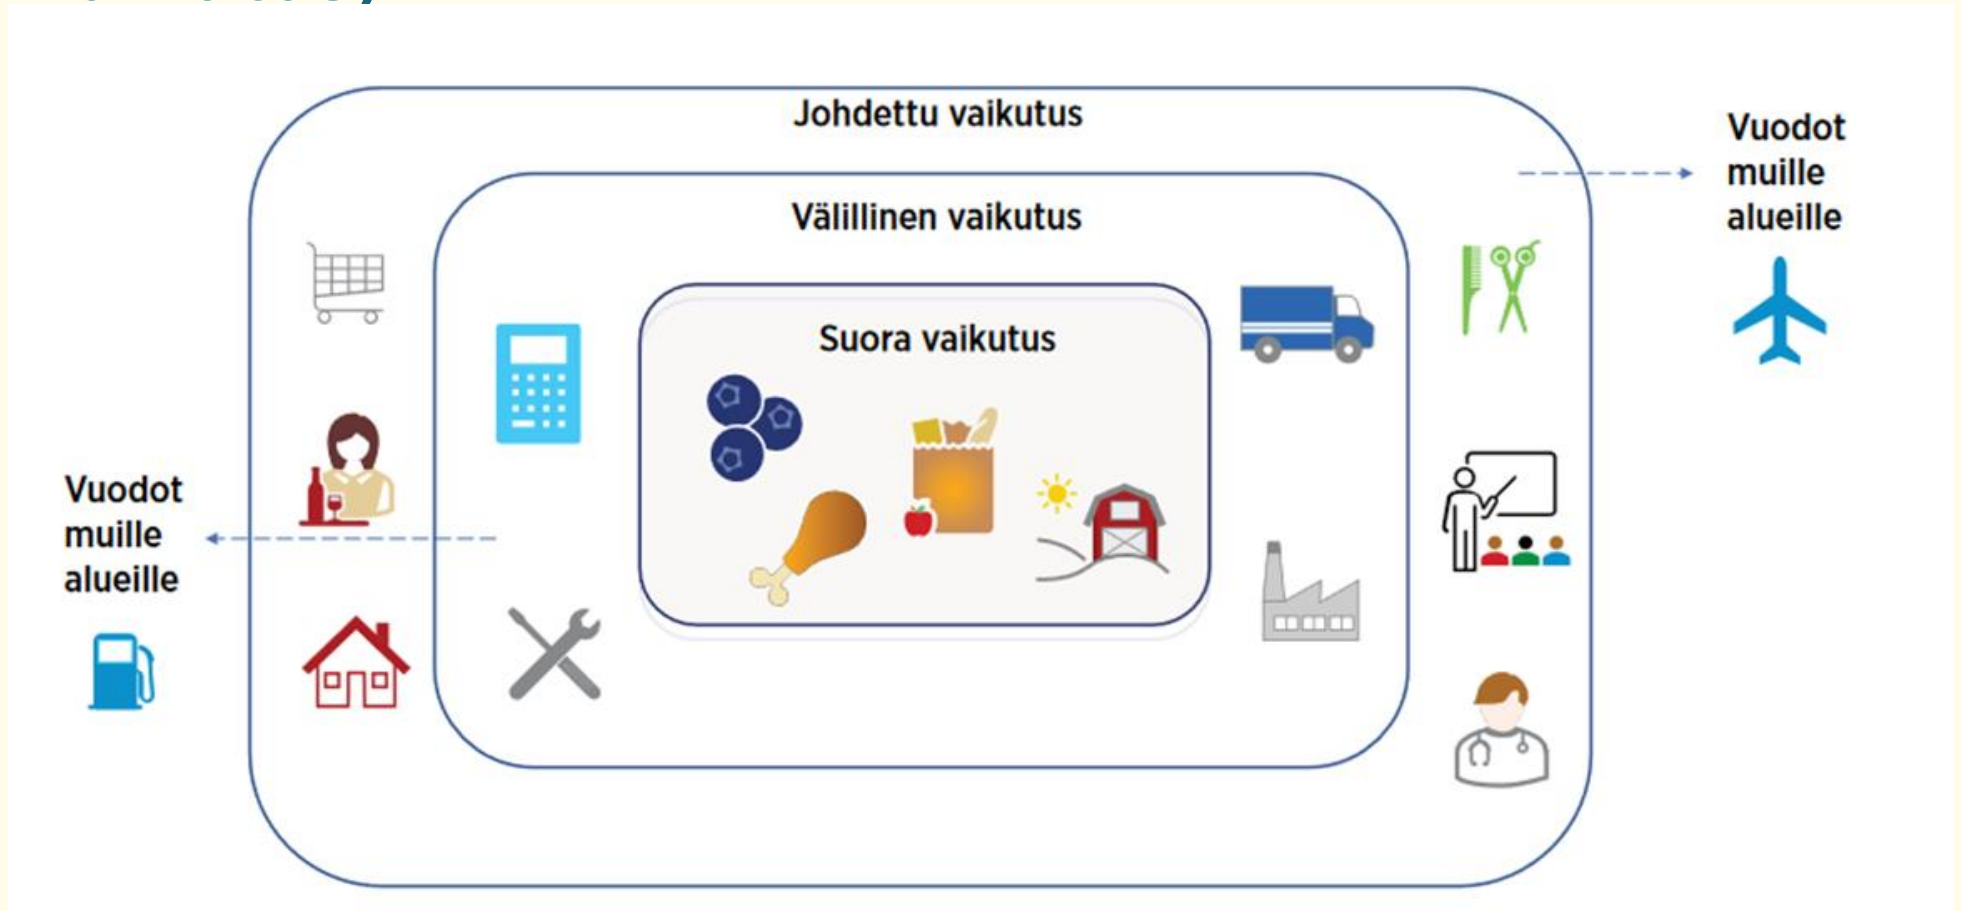 Johdettu vaikutus
Vuodot
muille
alueille
Välillinen vaikutus
Suora vaikutus
Vuodot
muille
alueille